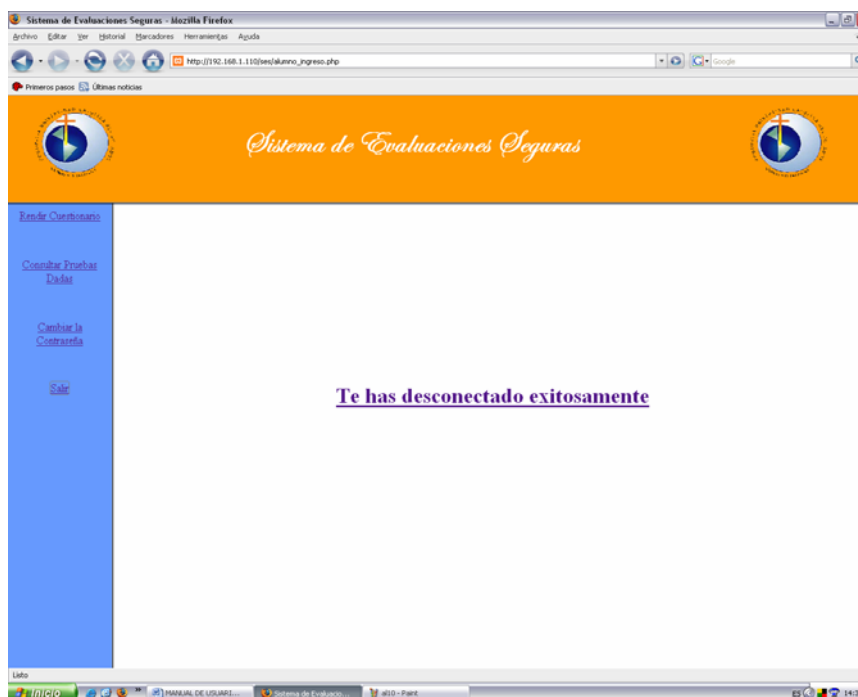 Sistema de Evaluaciones Seguras - Mozilla Firefox
Archivo Editar Ver Historial Marcadores Herramientas Ayuda
http://192.168.1.110/ses/alumno_ingreso.php
Google
Primeros pasos Últimas noticias
Sistema de Evaluaciones Seguras
Rendir Cuestionario
Consultar Pruebas
Dadas
Cambiar la
Contraseña
Salir
Te has desconectado exitosamente
Listo
Inicio
MANUAL DE USUARI...
Sistema de Evaluacio...
al10 - Paint
ES